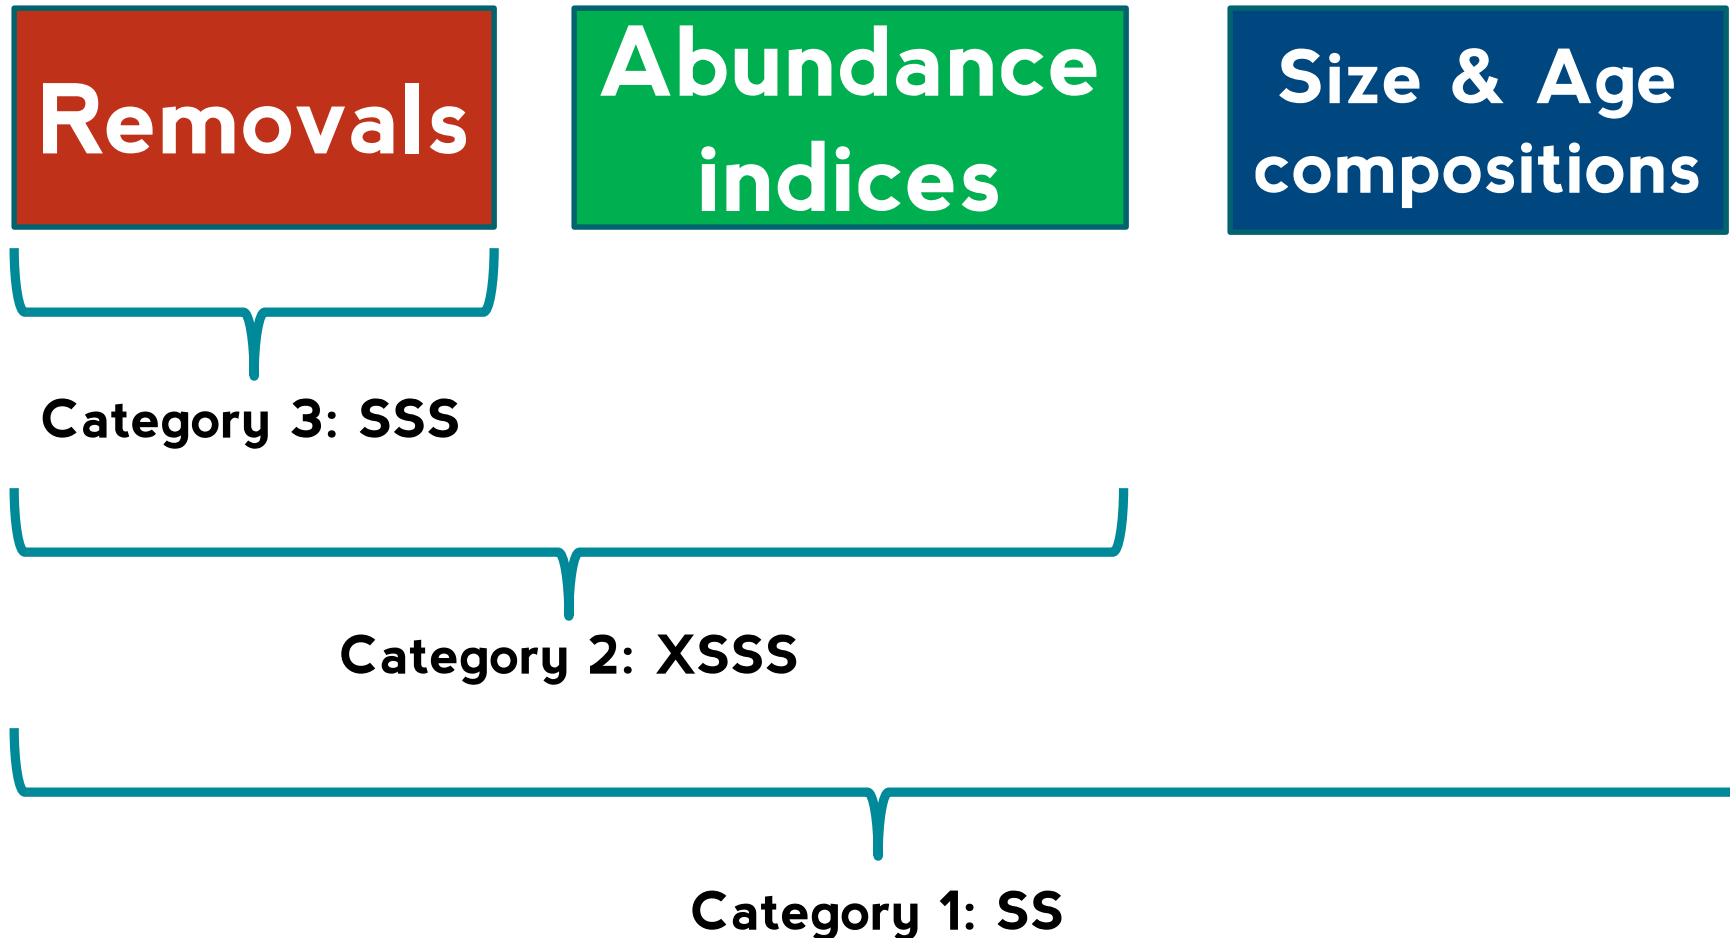 Removals
Abundance
indices
Size & Age
compositions
Category 3: SSS
Category 2: XSSS
Category 1: SS